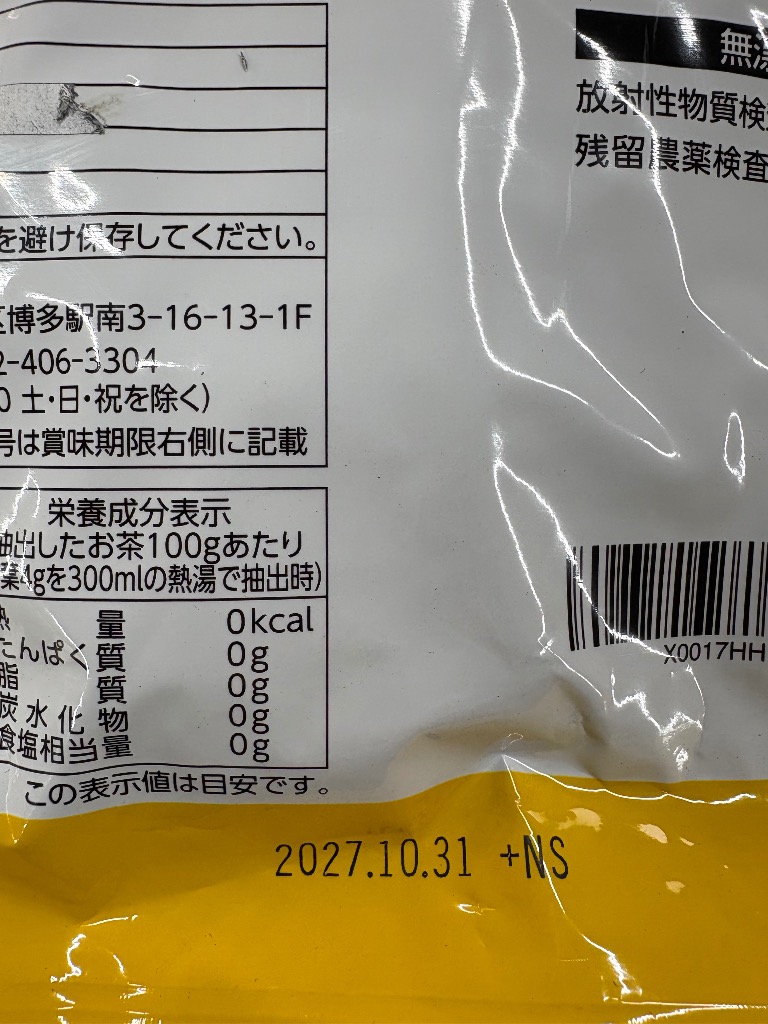 を避け保存してください。
博多駅南3-16-13-1F
2-406-3304
0 土・日・祝を除く)
号は賞味期限右側に記載
栄養成分表示
抽出したお茶100gあたり
葉4gを300mlの熱湯で抽出時)
熱量 0kcal
たんぱく質 0g
脂質 0g
炭水化物 0g
食塩相当量 0g
この表示値は目安です。
2027.10.31 +NS
無
放射性物質検
残留農薬検査
X0017HH